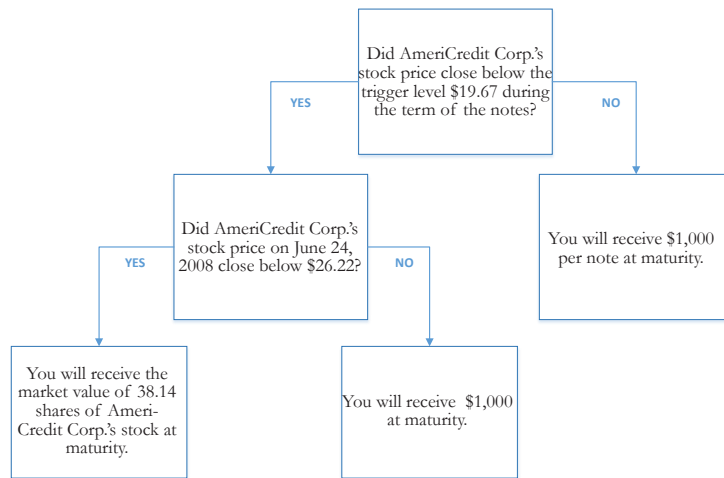 Did AmeriCredit Corp.'s
stock price close below the
trigger level $19.67 during
the term of the notes?
YES
NO
Did AmeriCredit Corp.'s
stock price on June 24,
2008 close below $26.22?
You will receive $1,000
per note at maturity.
YES
NO
You will receive the
market value of 38.14
shares of Ameri-
Credit Corp.'s stock at
maturity.
You will receive $1,000
at maturity.